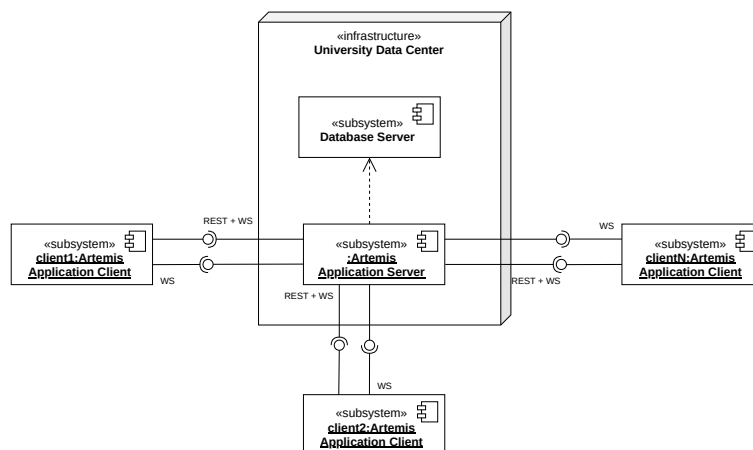 «infrastructure»
University Data Center
«subsystem»
Database Server
REST + WS
WS
«subsystem»
client1:Artemis
Application Client
«subsystem»
:Artemis
Application Server
«subsystem»
clientN:Artemis
Application Client
WS
REST + WS
REST + WS
WS
«subsystem»
client2:Artemis
Application Client